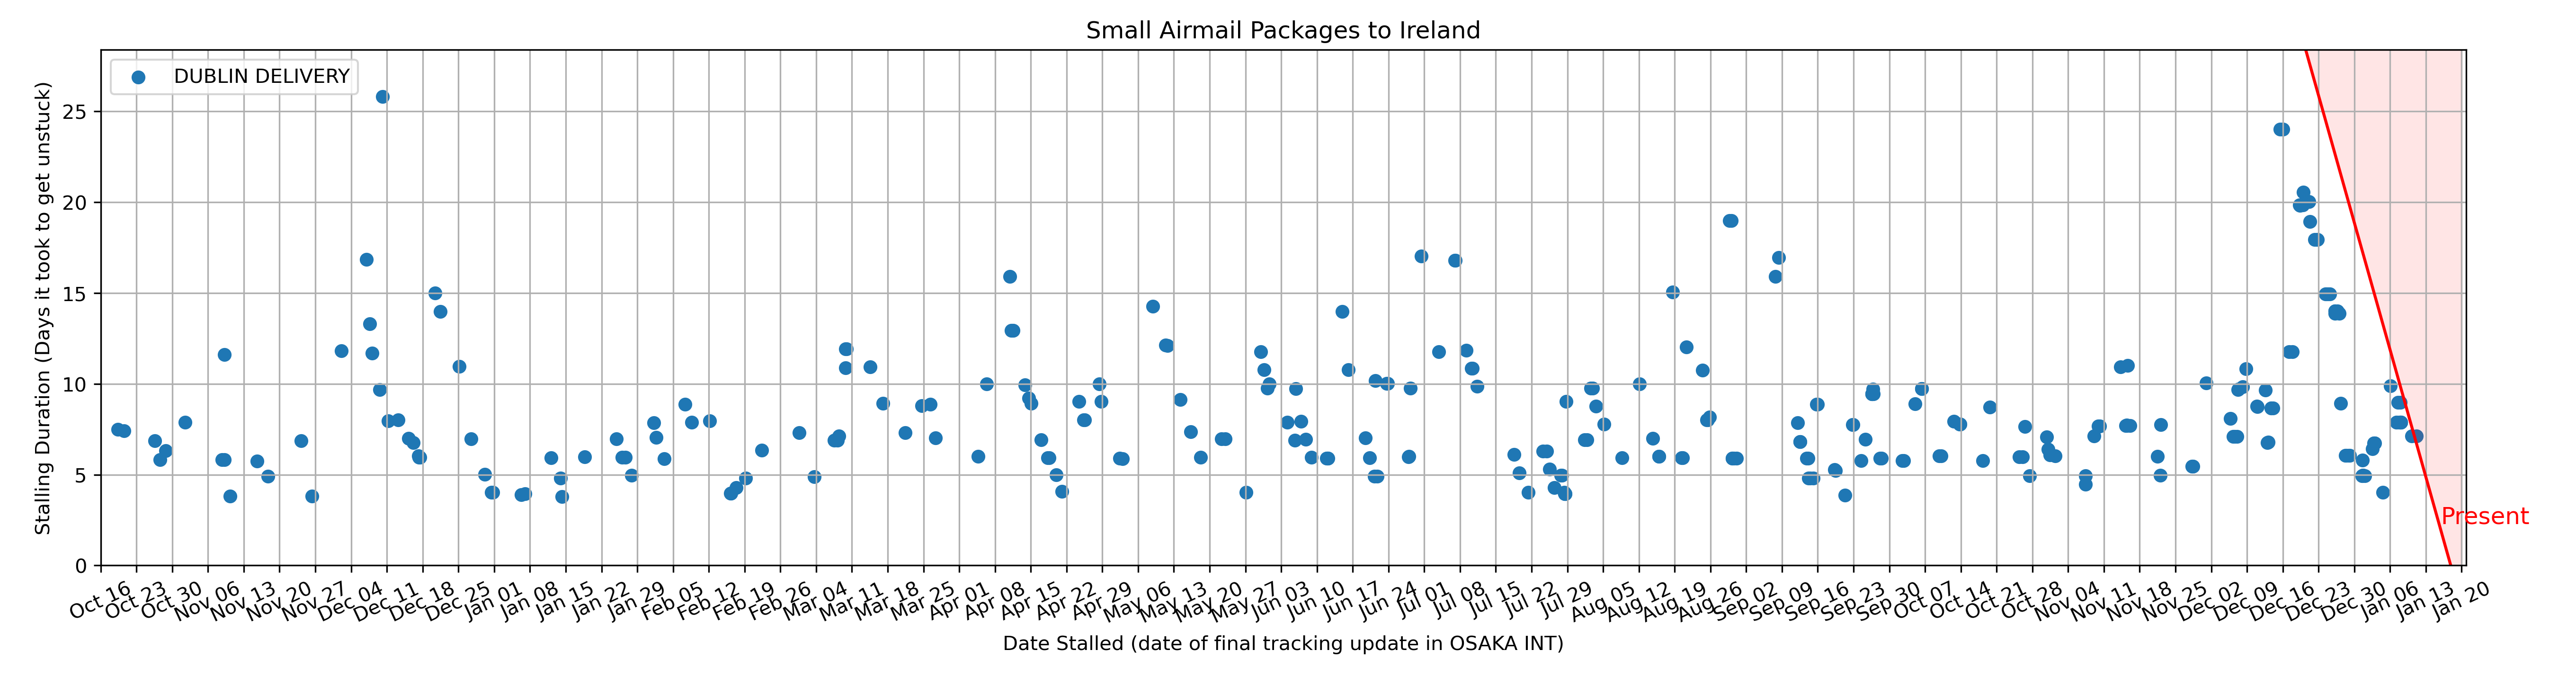 Small Airmail Packages to Ireland
DUBLIN DELIVERY
Stalling Duration (Days it took to get unstuck)
25
20
15
10
5
0
Present
Oct 16
Oct 23
Oct 30
Nov 06
Nov 13
Nov 20
Nov 27
Dec 04
Dec 11
Dec 18
Dec 25
Jan 01
Jan 08
Jan 15
Jan 22
Jan 29
Feb 05
Feb 12
Feb 19
Feb 26
Mar 04
Mar 11
Mar 18
Mar 25
Apr 01
Apr 08
Apr 15
Apr 22
Apr 29
May 06
May 13
May 20
May 27
Jun 03
Jun 10
Jun 17
Jun 24
Jul 01
Jul 08
Jul 15
Jul 22
Jul 29
Aug 05
Aug 12
Aug 19
Aug 26
Sep 02
Sep 09
Sep 16
Sep 23
Sep 30
Oct 07
Oct 14
Oct 21
Oct 28
Nov 04
Nov 11
Nov 18
Nov 25
Dec 02
Dec 09
Dec 16
Dec 23
Dec 30
Jan 06
Jan 13
Jan 20
Date Stalled (date of final tracking update in OSAKA INT)